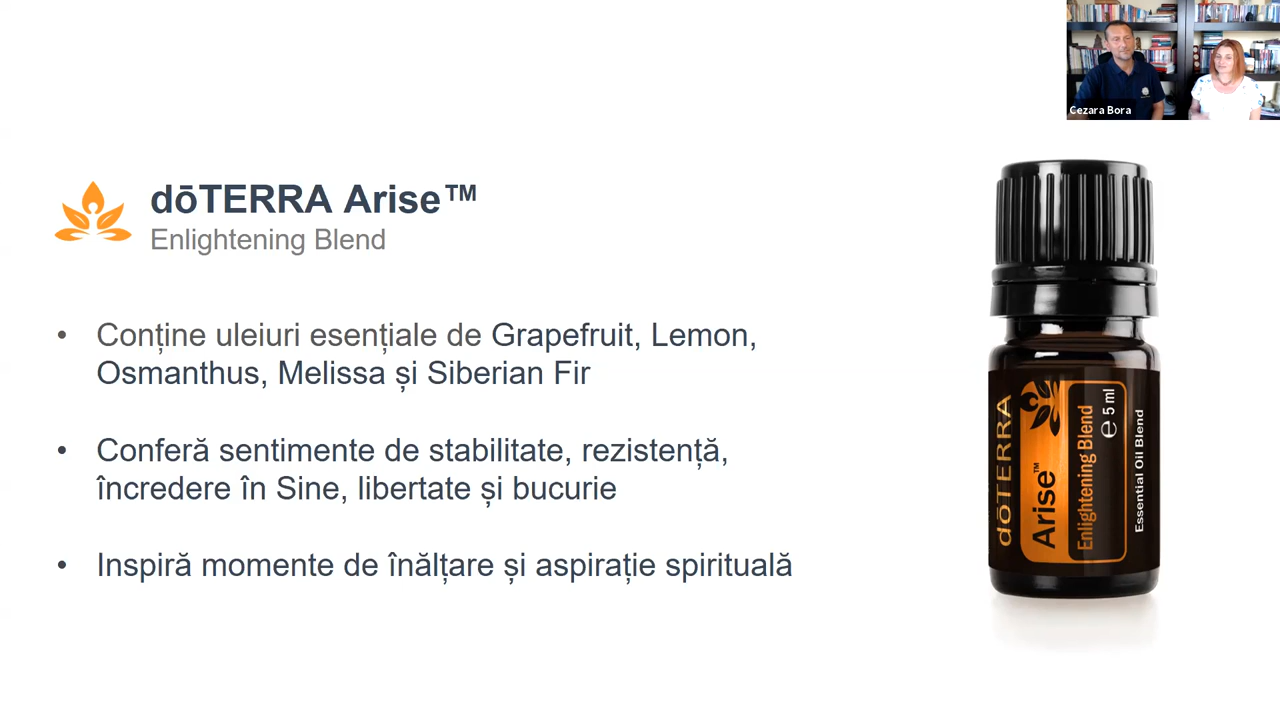 Cezara Bora
dōTERRA Arise™
Enlightening Blend
• Conține uleiuri esențiale de Grapefruit, Lemon,
Osmanthus, Melissa și Siberian Fir
• Conferă sentimente de stabilitate, rezistență,
încredere în Sine, libertate și bucurie
• Inspiră momente de înălțare și aspirație spirituală
dōTERRA
Arise™
Enlightening Blend
℮ 5 ml
Essential Oil Blend